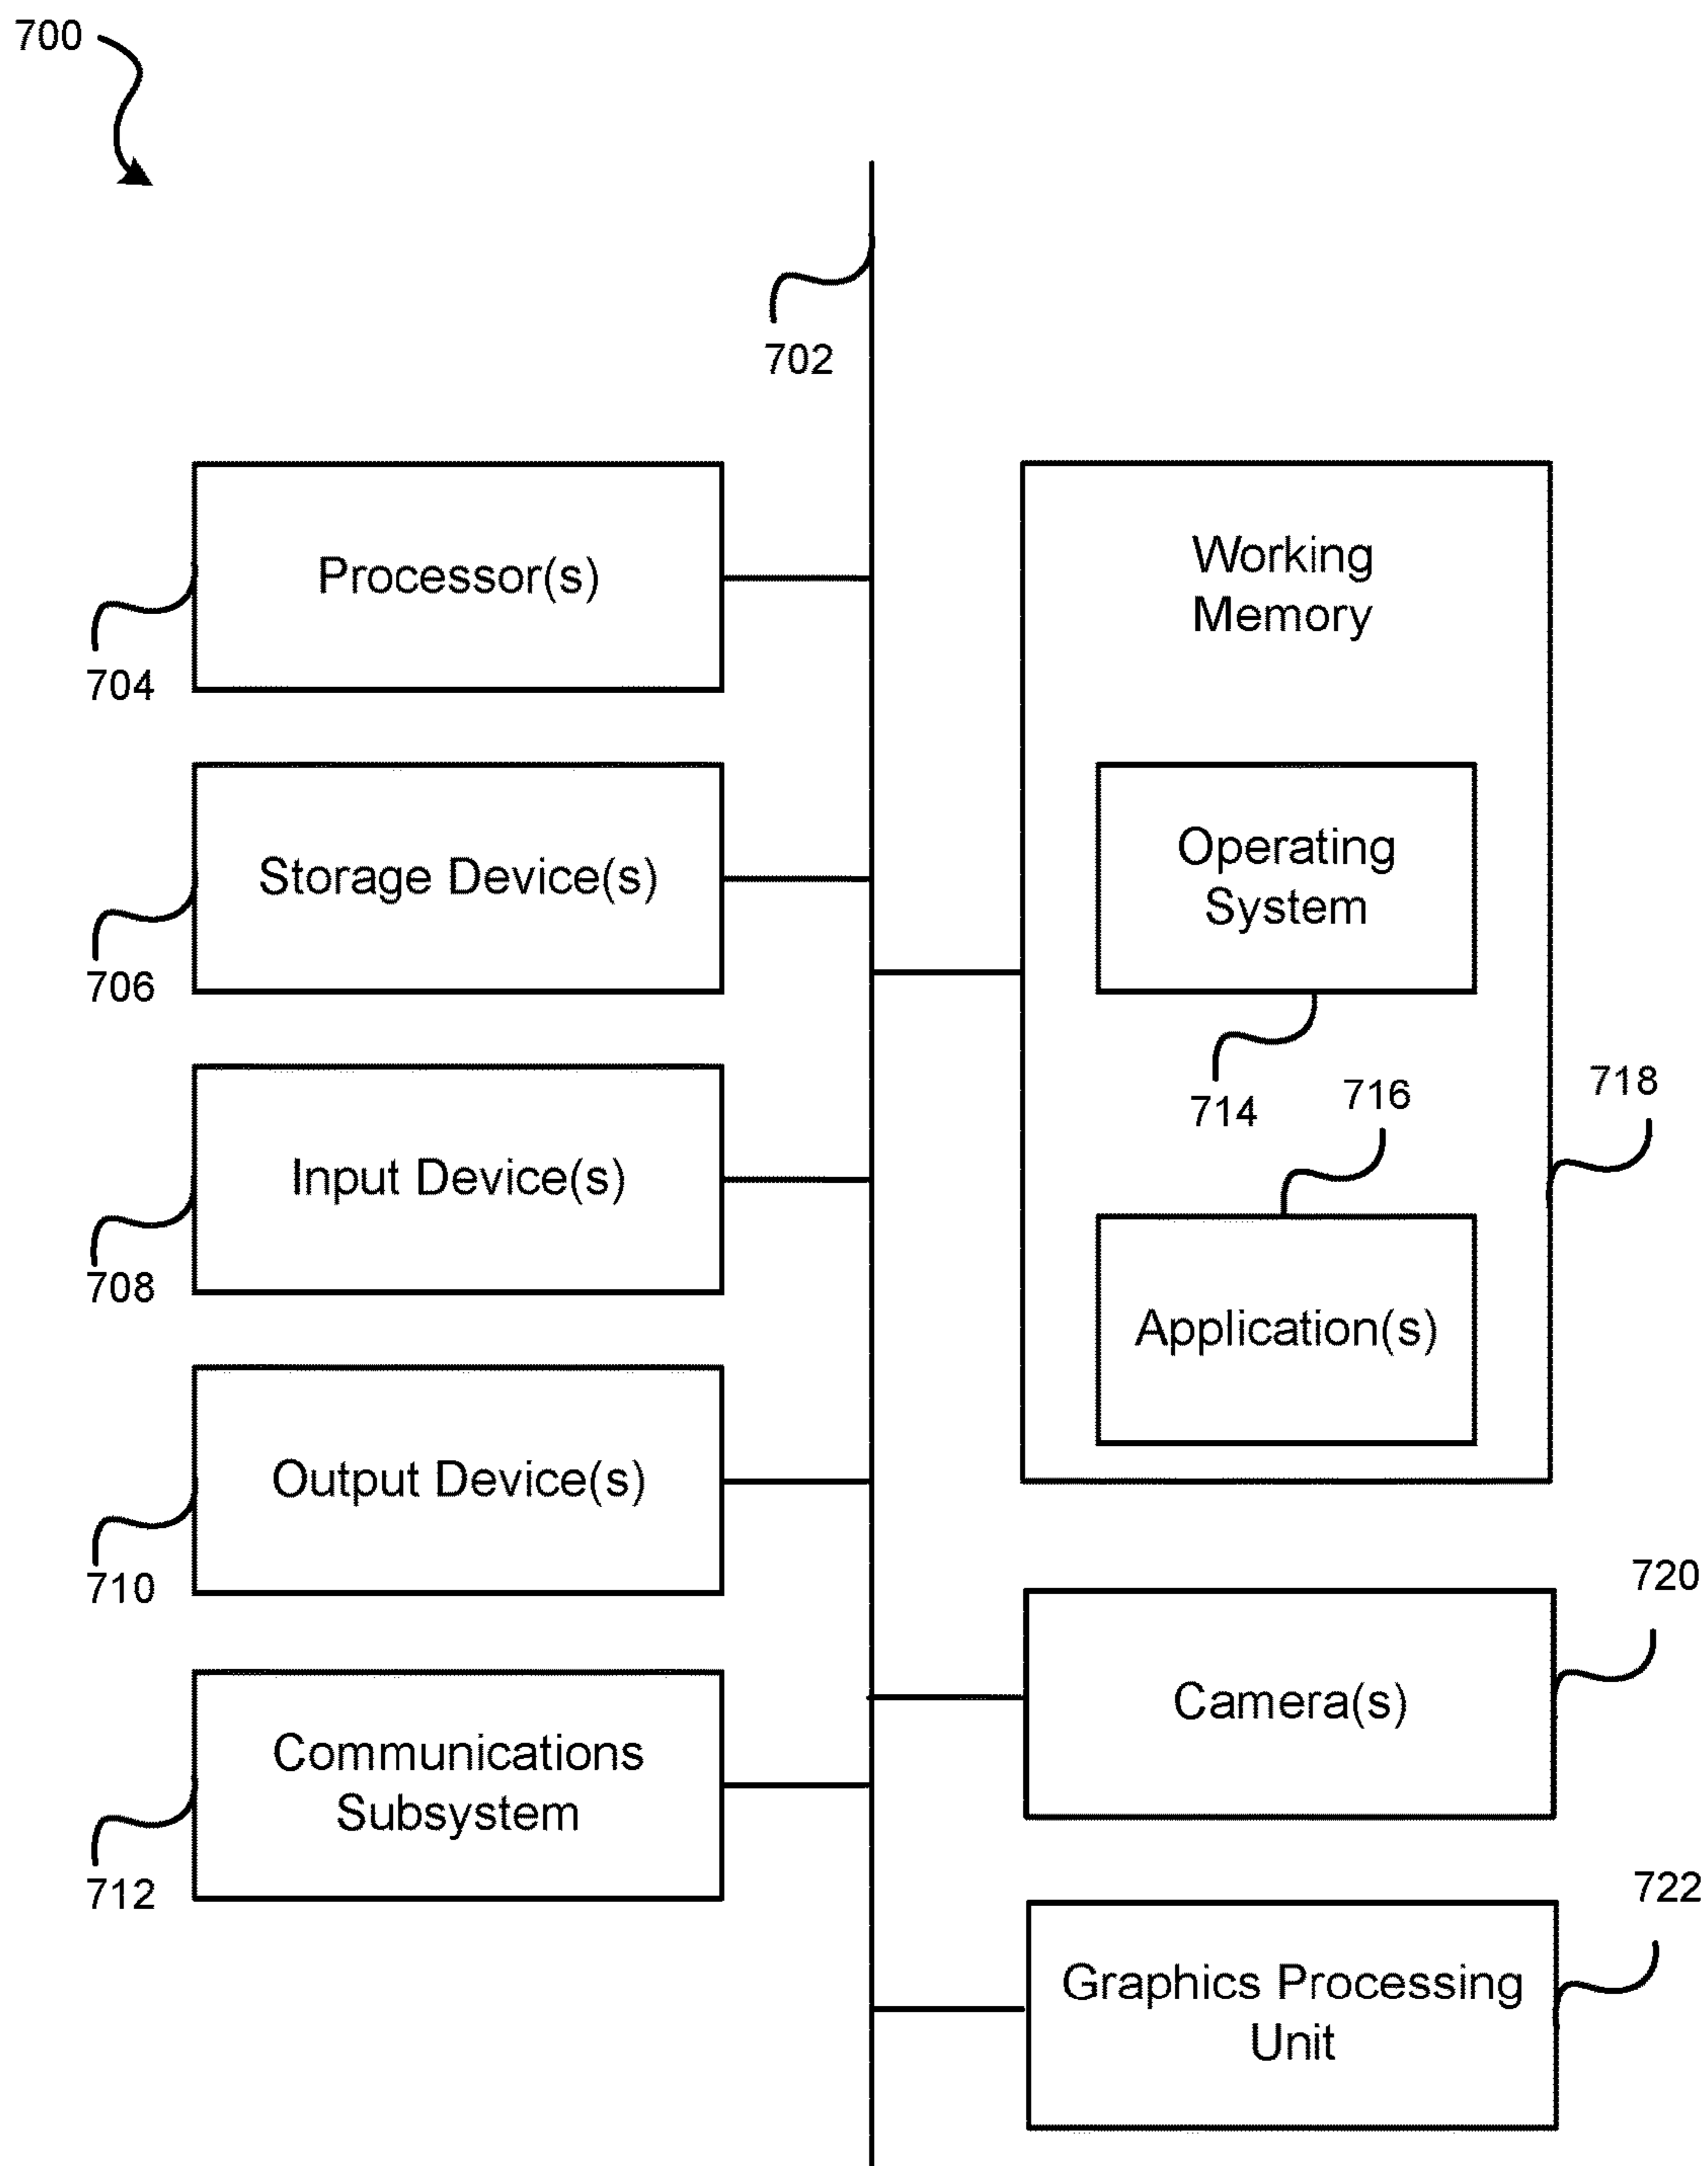 700
702
Processor(s)
704
Storage Device(s)
706
Input Device(s)
708
Output Device(s)
710
Communications
Subsystem
712
Working
Memory
Operating
System
714
716
718
Application(s)
720
Camera(s)
722
Graphics Processing
Unit